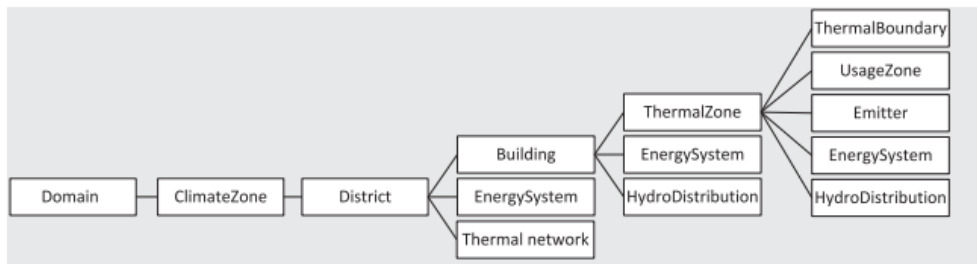 Domain
ClimateZone
District
Building
EnergySystem
Thermal network
ThermalZone
EnergySystem
HydroDistribution
ThermalBoundary
UsageZone
Emitter
EnergySystem
HydroDistribution